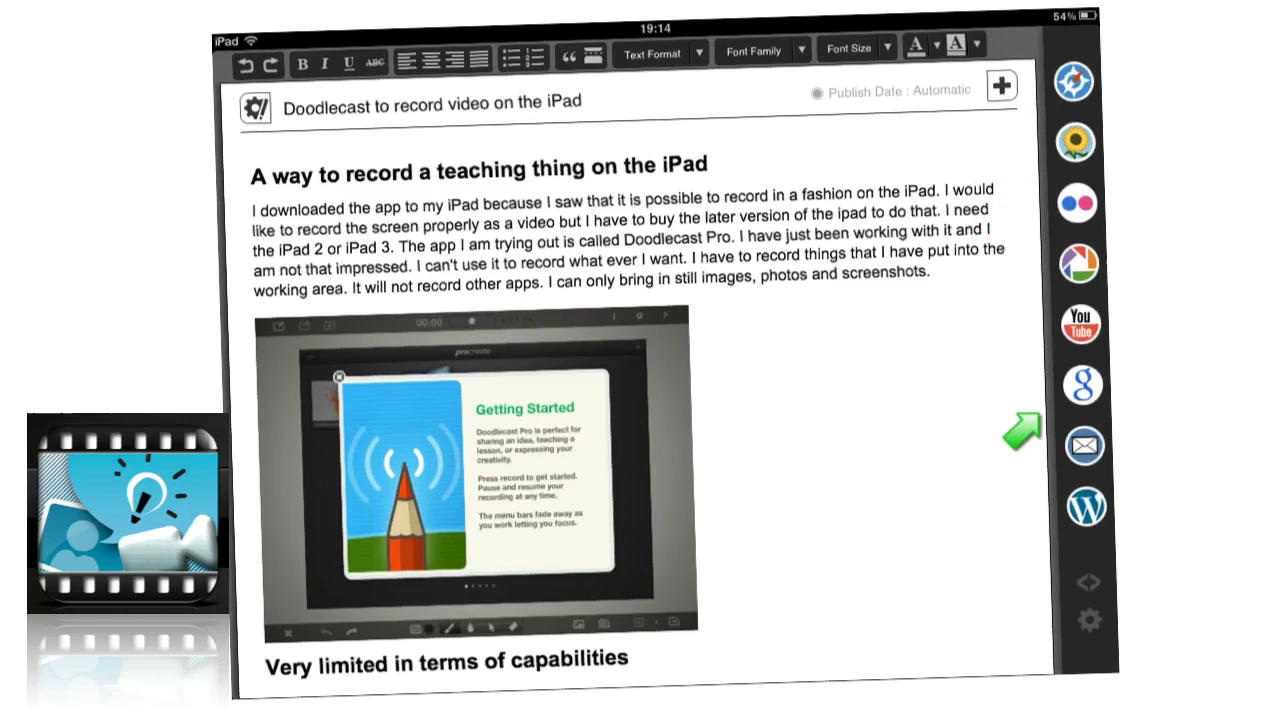 iPad 19:14 54%
B I U ABC Text Format Font Family Font Size A A
Doodlecast to record video on the iPad Publish Date : Automatic
A way to record a teaching thing on the iPad
I downloaded the app to my iPad because I saw that it is possible to record in a fashion on the iPad. I would
like to record the screen properly as a video but I have to buy the later version of the ipad to do that. I need
the iPad 2 or iPad 3. The app I am trying out is called Doodlecast Pro. I have just been working with it and I
am not that impressed. I can't use it to record what ever I want. I have to record things that I have put into the
working area. It will not record other apps. I can only bring in still images, photos and screenshots.
00:00
procreate
Getting Started
Doodlecast Pro is perfect for
sharing an idea, teaching a
lesson, or expressing your
creativity.
Press record to get started.
Pause and resume your
recording at any time.
The menu bars fade away as
you work letting you focus.
Very limited in terms of capabilities
You
Tube
g
W